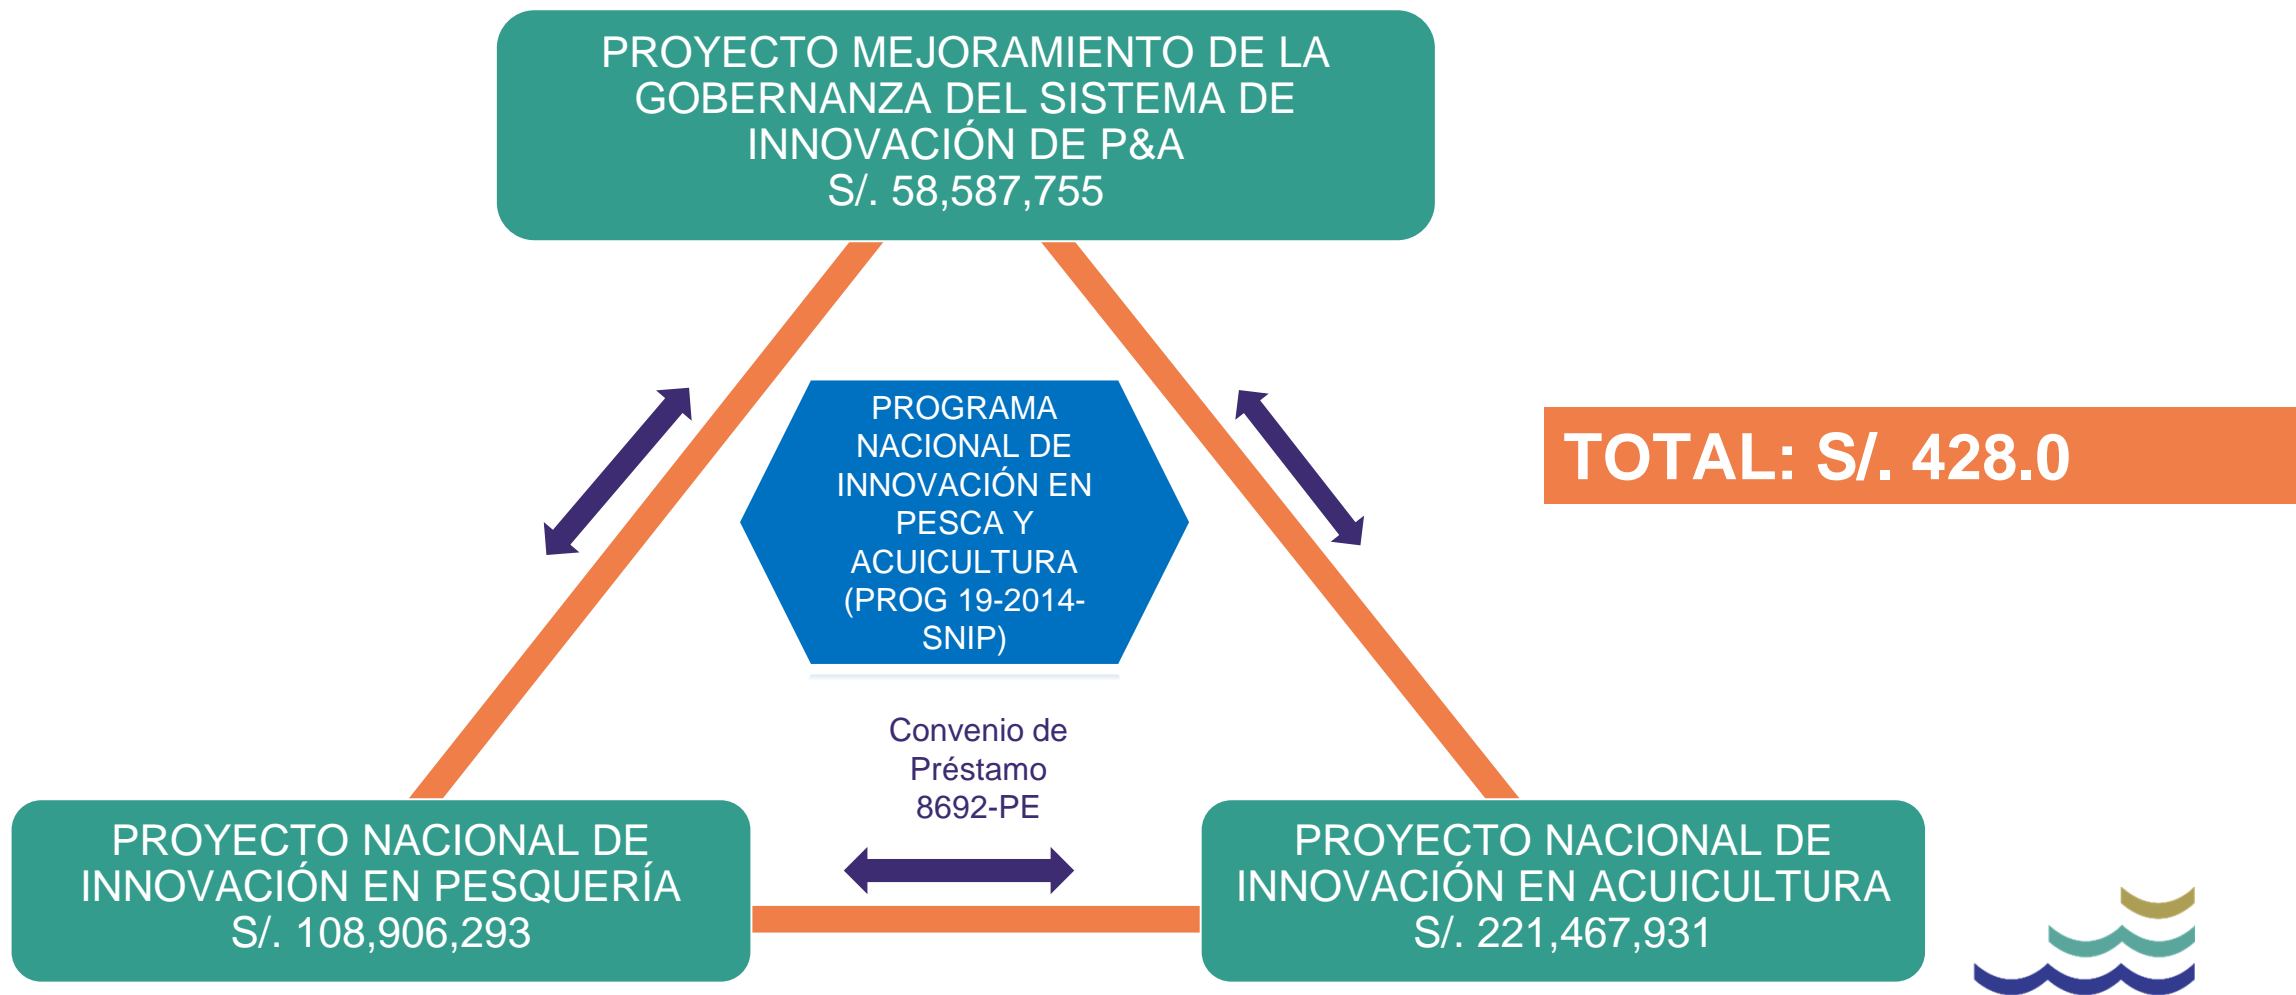 PROYECTO MEJORAMIENTO DE LA
GOBERNANZA DEL SISTEMA DE
INNOVACIÓN DE P&A
S/. 58,587,755
PROGRAMA
NACIONAL DE
INNOVACIÓN EN
PESCA Y
ACUICULTURA
(PROG 19-2014-
SNIP)
TOTAL: S/. 428.0
Convenio de
Préstamo
8692-PE
PROYECTO NACIONAL DE
INNOVACIÓN EN PESQUERÍA
S/. 108,906,293
PROYECTO NACIONAL DE
INNOVACIÓN EN ACUICULTURA
S/. 221,467,931